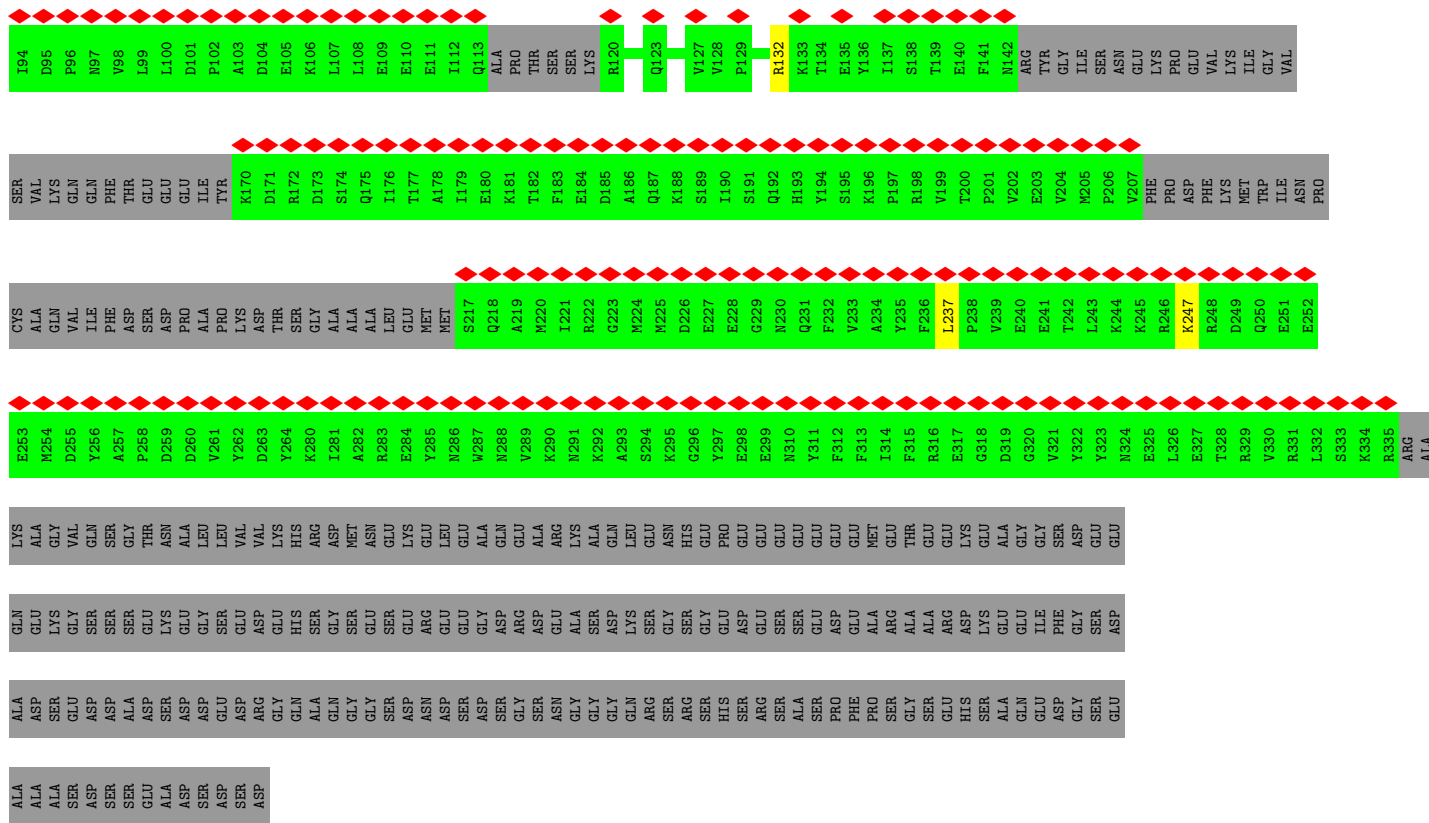 I94 D95 P96 N97 V98 L99 L100 D101 P102 A103 D104 E105 K106 L107 L108 E109 E110 E111 I112 Q113 ALA PRO THR SER SER LYS R120 Q123 V127 V128 P129 R132 K133 T134 E135 Y136 I137 S138 T139 E140 F141 N142 ARG TYR GLY ILE SER ASN GLU LYS PRO GLU VAL LYS ILE GLY VAL
SER VAL LYS GLN GLN PHE THR GLU GLU GLU ILE TYR K170 D171 R172 D173 S174 Q175 I176 T177 A178 I179 E180 K181 T182 F183 E184 D185 A186 Q187 K188 S189 I190 S191 Q192 H193 Y194 S195 K196 P197 R198 V199 T200 P201 V202 E203 V204 M205 P206 V207 PHE PRO ASP PHE LYS MET TRP ILE ASN PRO
CYS ALA GLN VAL ILE PHE ASP SER ASP PRO ALA PRO LYS ASP THR SER GLY ALA ALA ALA LEU GLU MET MET S217 Q218 A219 M220 I221 R222 G223 M224 M225 D226 E227 E228 G229 N230 Q231 F232 V233 A234 Y235 F236 L237 P238 V239 E240 E241 T242 L243 K244 K245 R246 K247 R248 D249 Q250 E251 E252
E253 M254 D255 Y256 A257 P258 D259 D260 V261 Y262 D263 Y264 K280 I281 A282 R283 E284 Y285 N286 W287 N288 V289 K290 N291 K292 A293 S294 K295 G296 Y297 E298 E299 N310 Y311 F312 F313 I314 F315 R316 E317 G318 D319 G320 V321 Y322 Y323 N324 E325 L326 E327 T328 R329 V330 R331 L332 S333 K334 R335 ARG ALA
LYS ALA GLY VAL GLN SER GLY THR ASN ALA LEU LEU VAL VAL LYS HIS ARG ASP MET ASN GLU LYS GLU LEU GLU ALA GLN GLU ALA ARG LYS ALA GLN LEU GLU ASN HIS GLU PRO GLU GLU GLU GLU GLU GLU MET GLU THR GLU GLU LYS GLU ALA GLY GLY SER ASP GLU GLU
GLN GLU LYS GLY SER SER SER GLU LYS GLU GLY SER GLU ASP GLU HIS SER GLY SER GLU SER GLU ARG GLU GLU GLY ASP ARG ASP GLU ALA SER ASP LYS SER GLY SER GLY GLU ASP GLU SER SER GLU ASP GLU ALA ARG ALA ALA ARG ASP LYS GLU GLU ILE PHE GLY SER ASP
ALA ASP SER GLU ASP ASP ALA ASP SER ASP ASP GLU ASP ARG GLY GLN ALA GLN GLY GLY SER ASP ASN ASP SER ASP SER GLY SER ASN GLY GLY GLY GLN ARG SER ARG SER HIS SER ARG SER ALA SER PRO PHE PRO SER GLY SER GLU HIS SER ALA GLN GLU ASP GLY SER GLU
ALA ALA ALA SER ASP SER SER GLU ALA ASP SER ASP SER ASP